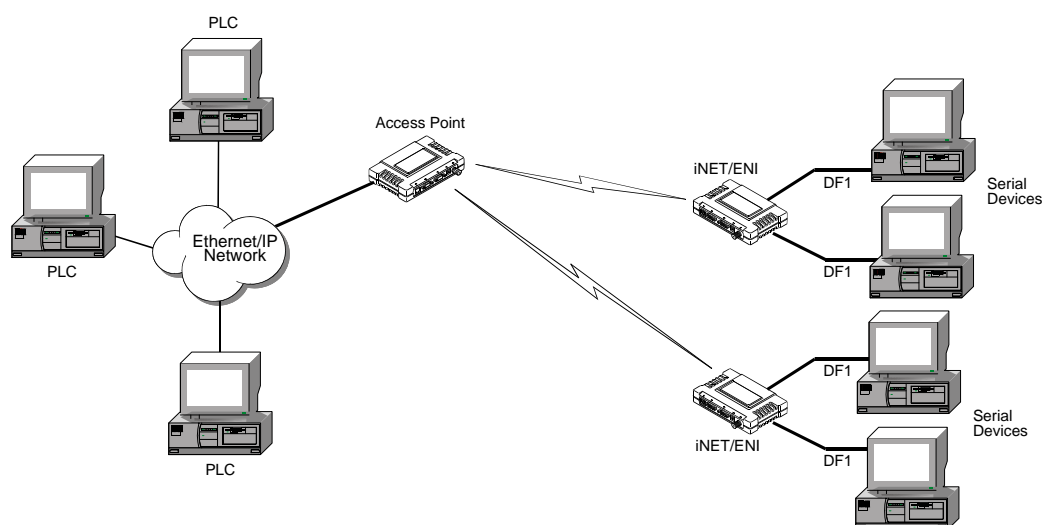 PLC
Access Point
iNET/ENI
DF1
Serial
Devices
PLC
Ethernet/IP
Network
DF1
DF1
Serial
Devices
iNET/ENI
DF1
PLC